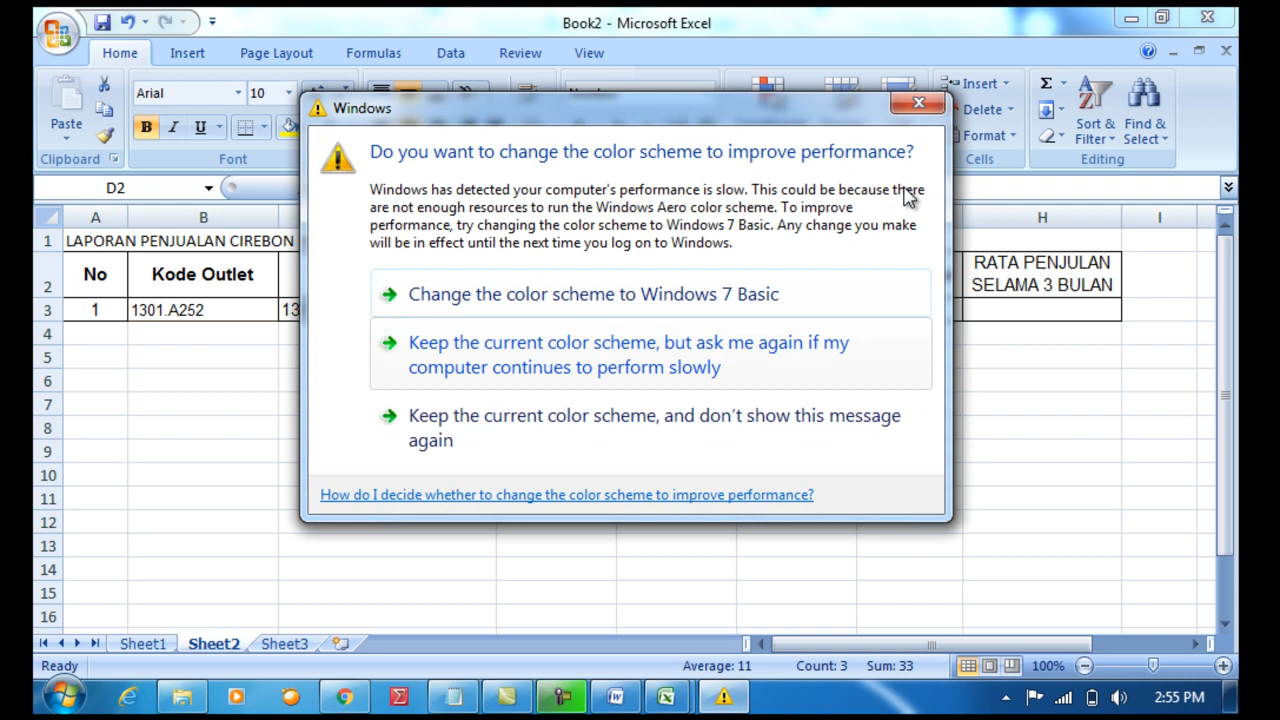 Book2 - Microsoft Excel
Home Insert Page Layout Formulas Data Review View
Paste
Arial 10
B I U
Insert
Delete
Format
Σ
Sort & Filter
Find & Select
Clipboard Font Cells Editing
D2
A B H I
1 LAPORAN PENJUALAN CIREBON
2 No Kode Outlet RATA PENJULAN
SELAMA 3 BULAN
3 1 1301.A252 13
4
5
6
7
8
9
10
11
12
13
14
15
16
Windows
Do you want to change the color scheme to improve performance?
Windows has detected your computer's performance is slow. This could be because there
are not enough resources to run the Windows Aero color scheme. To improve
performance, try changing the color scheme to Windows 7 Basic. Any change you make
will be in effect until the next time you log on to Windows.
Change the color scheme to Windows 7 Basic
Keep the current color scheme, but ask me again if my
computer continues to perform slowly
Keep the current color scheme, and don't show this message
again
How do I decide whether to change the color scheme to improve performance?
Sheet1 Sheet2 Sheet3
Ready Average: 11 Count: 3 Sum: 33 100%
2:55 PM